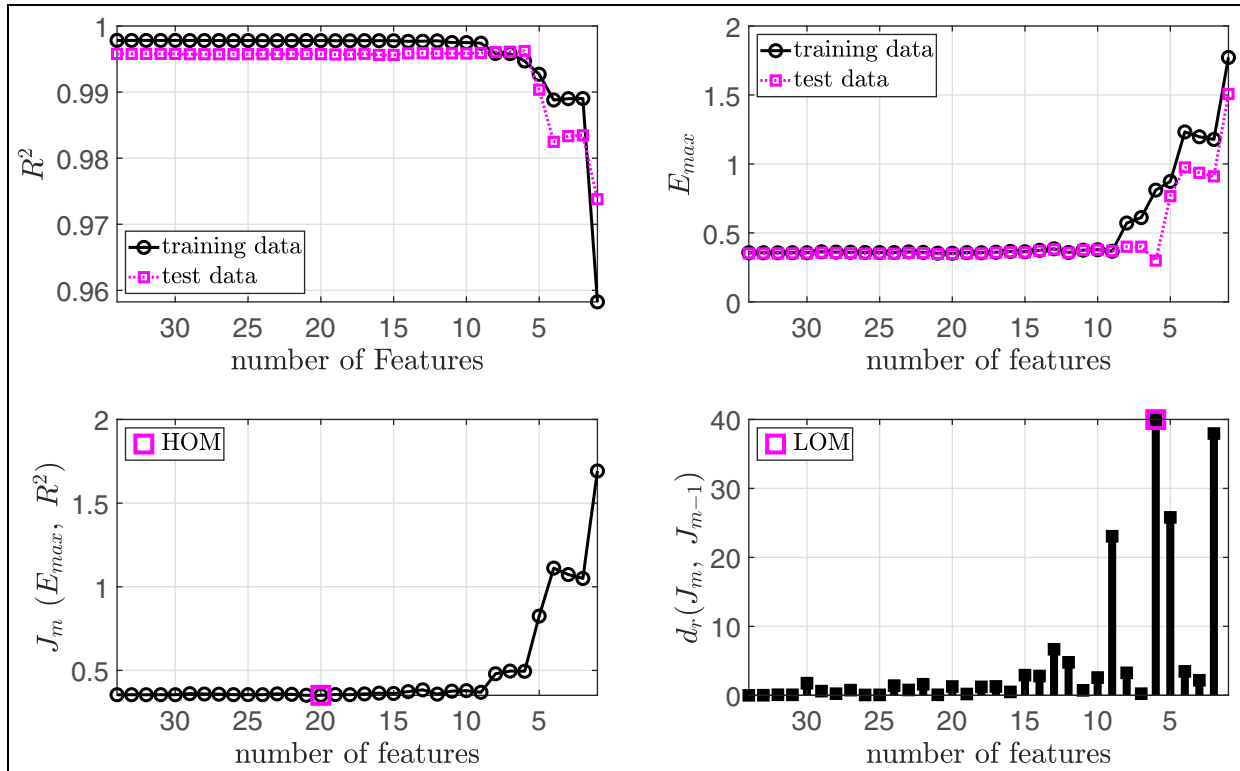 1
0.99
0.98
0.97
0.96
R²
training data
test data
30 25 20 15 10 5
number of Features
2
1.5
1
0.5
0
E_max
training data
test data
30 25 20 15 10 5
number of features
2
1.5
1
0.5
J_m (E_max, R²)
HOM
30 25 20 15 10 5
number of features
40
30
20
10
0
d_r(J_m, J_{m−1})
LOM
30 25 20 15 10 5
number of features